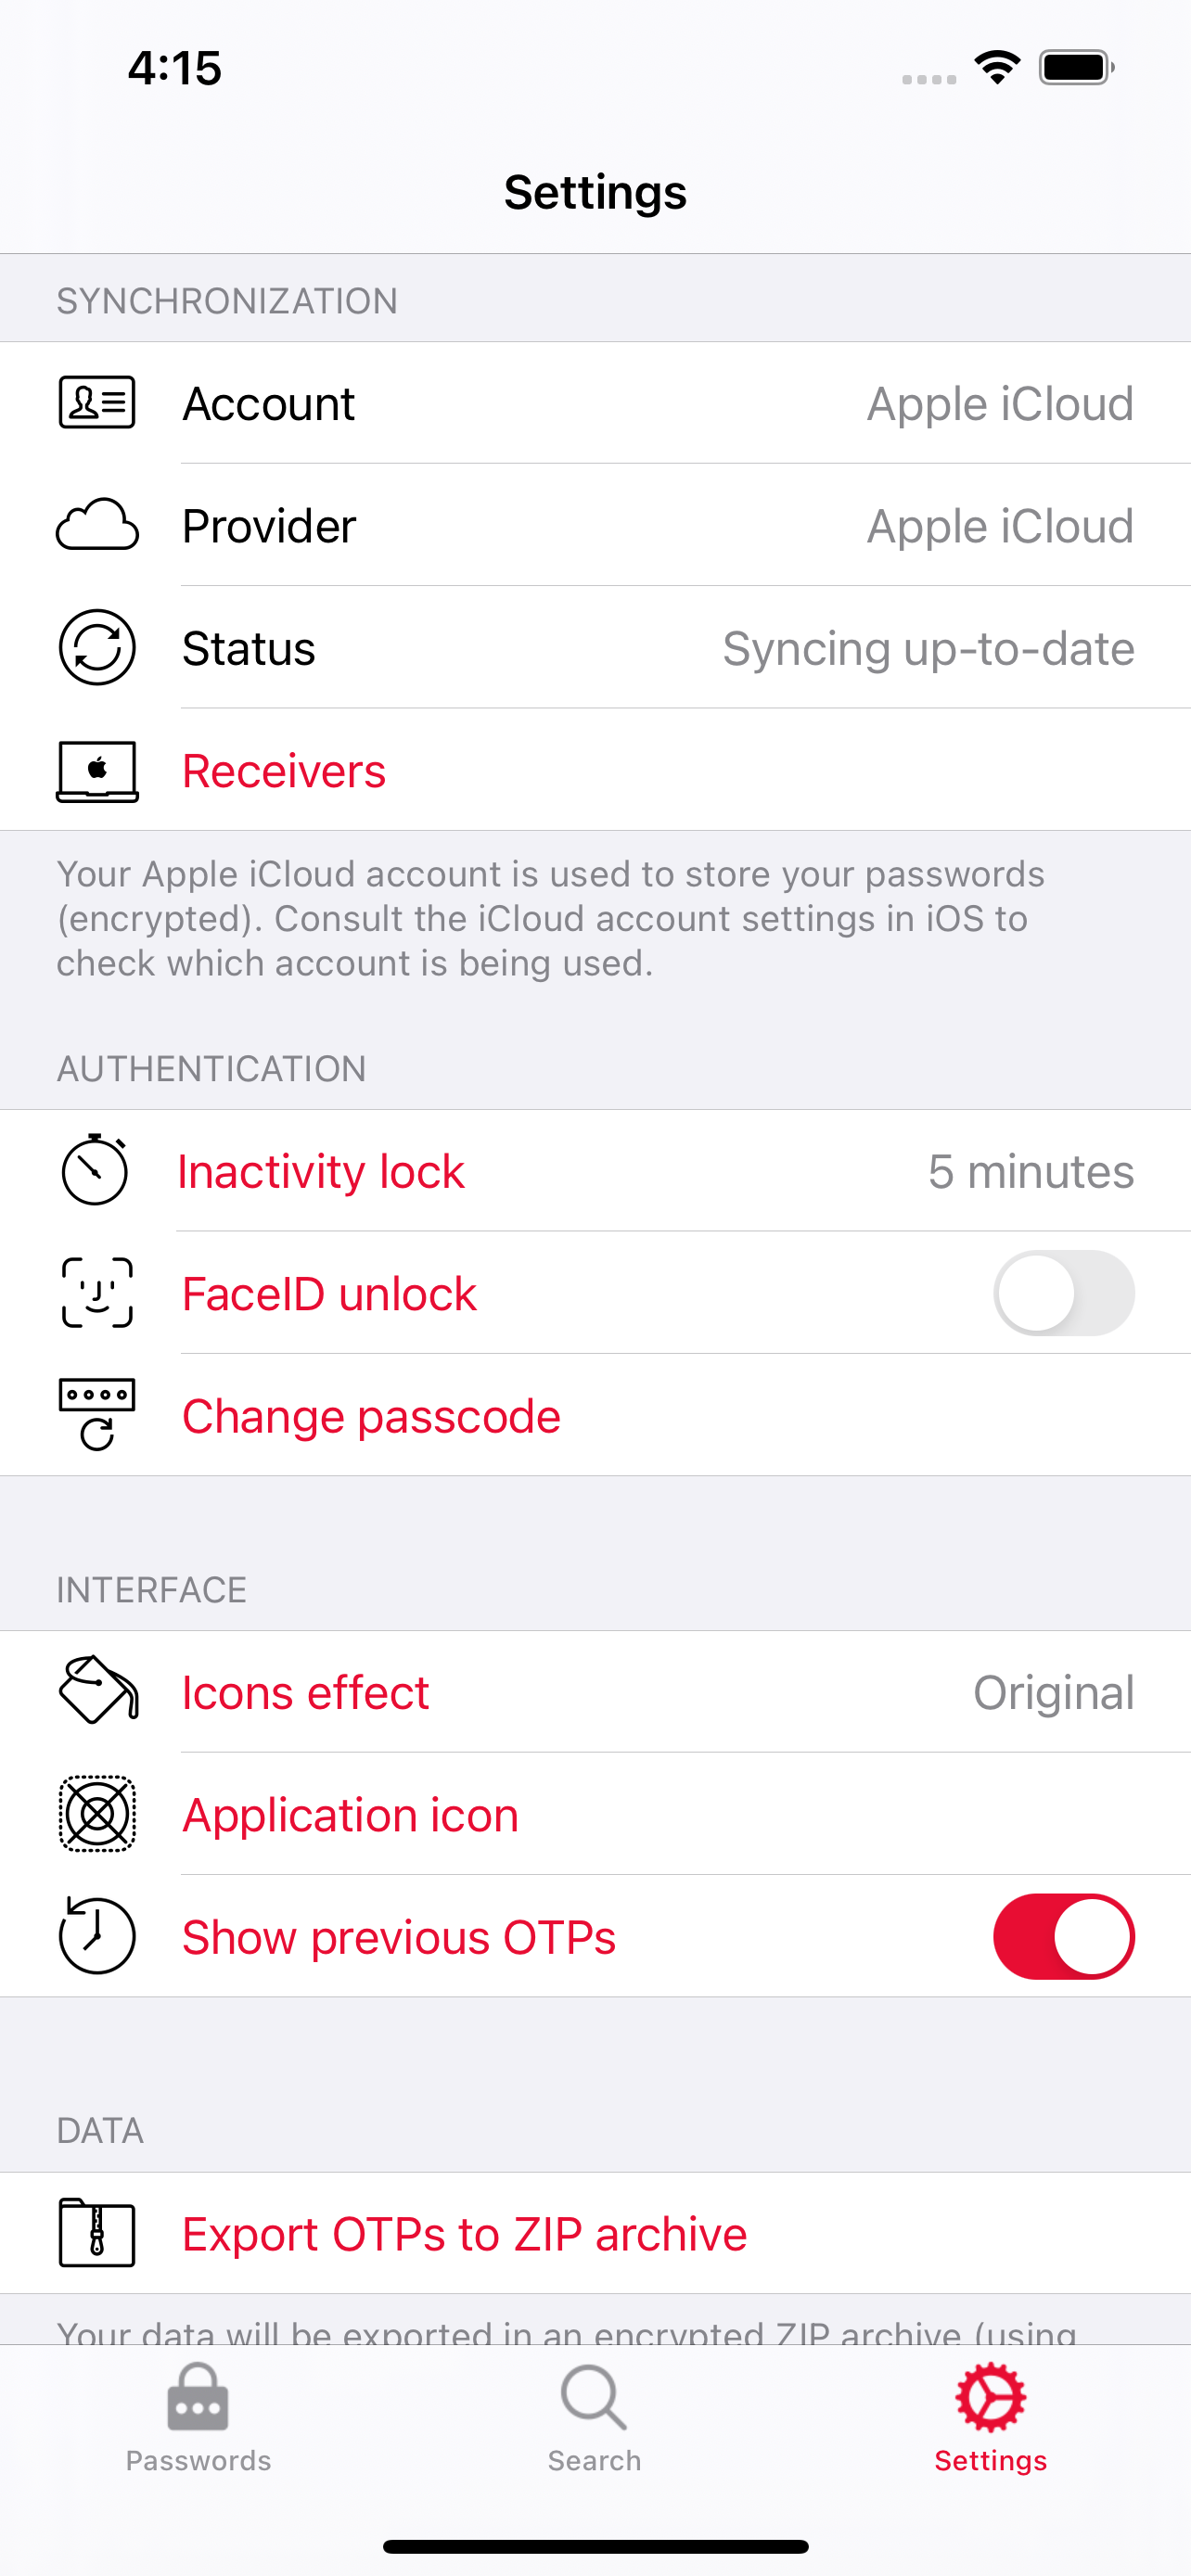 4:15
Settings
SYNCHRONIZATION
Account Apple iCloud
Provider Apple iCloud
Status Syncing up-to-date
Receivers
Your Apple iCloud account is used to store your passwords
(encrypted). Consult the iCloud account settings in iOS to
check which account is being used.
AUTHENTICATION
Inactivity lock 5 minutes
FaceID unlock
Change passcode
INTERFACE
Icons effect Original
Application icon
Show previous OTPs
DATA
Export OTPs to ZIP archive
Your data will be exported in an encrypted ZIP archive (using
Passwords Search Settings